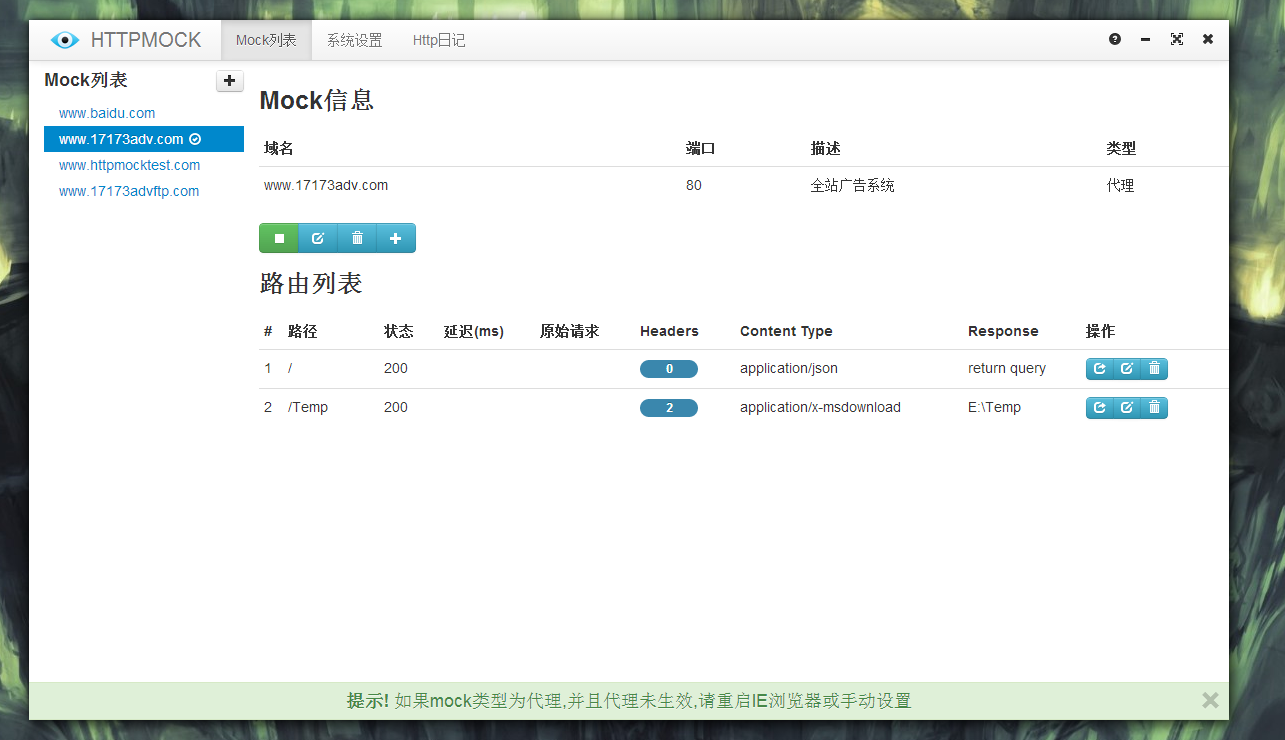 HTTPMOCK Mock列表 系统设置 Http日记
Mock列表
www.baidu.com
www.17173adv.com
www.httpmocktest.com
www.17173advftp.com
Mock信息
域名 端口 描述 类型
www.17173adv.com 80 全站广告系统 代理
路由列表
# 路径 状态 延迟(ms) 原始请求 Headers Content Type Response 操作
1 / 200 0 application/json return query
2 /Temp 200 2 application/x-msdownload E:\Temp
提示! 如果mock类型为代理,并且代理未生效,请重启IE浏览器或手动设置